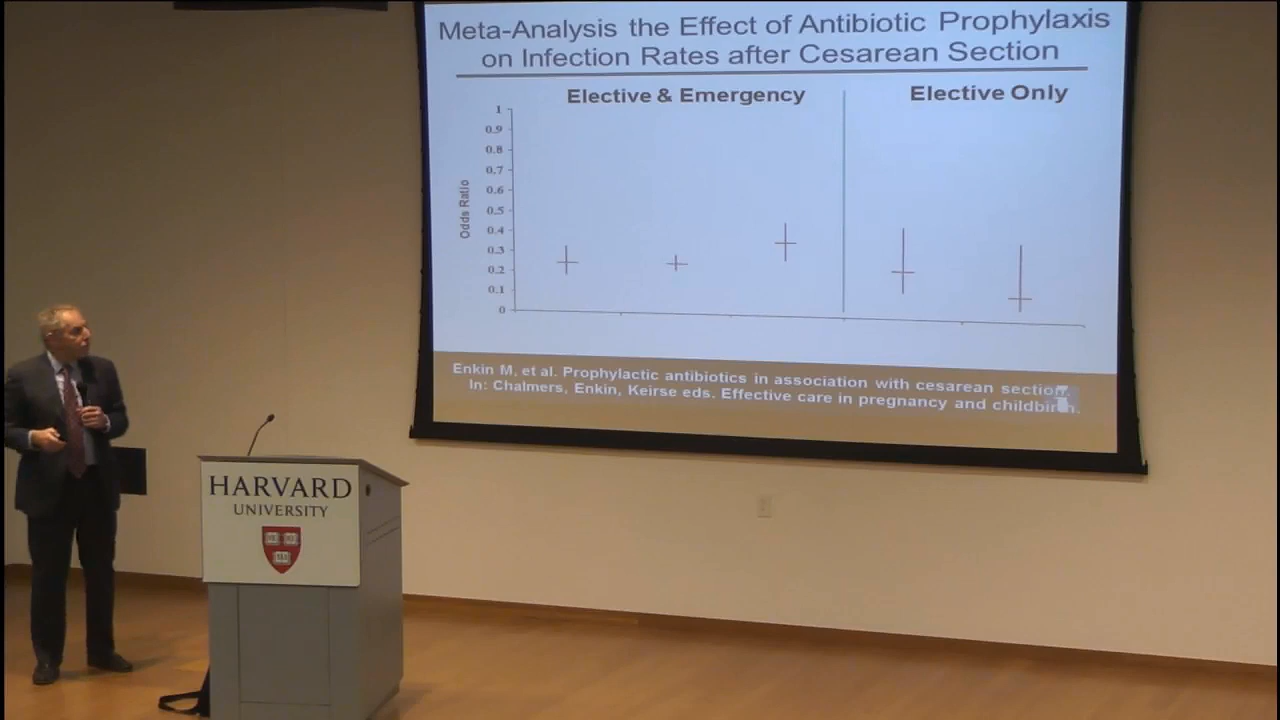 Meta-Analysis the Effect of Antibiotic Prophylaxis
on Infection Rates after Cesarean Section
Elective & Emergency
Elective Only
Odds Ratio
1
0.9
0.8
0.7
0.6
0.5
0.4
0.3
0.2
0.1
0
Enkin M, et al. Prophylactic antibiotics in association with cesarean section.
In: Chalmers, Enkin, Keirse eds. Effective care in pregnancy and childbirth.
HARVARD
UNIVERSITY